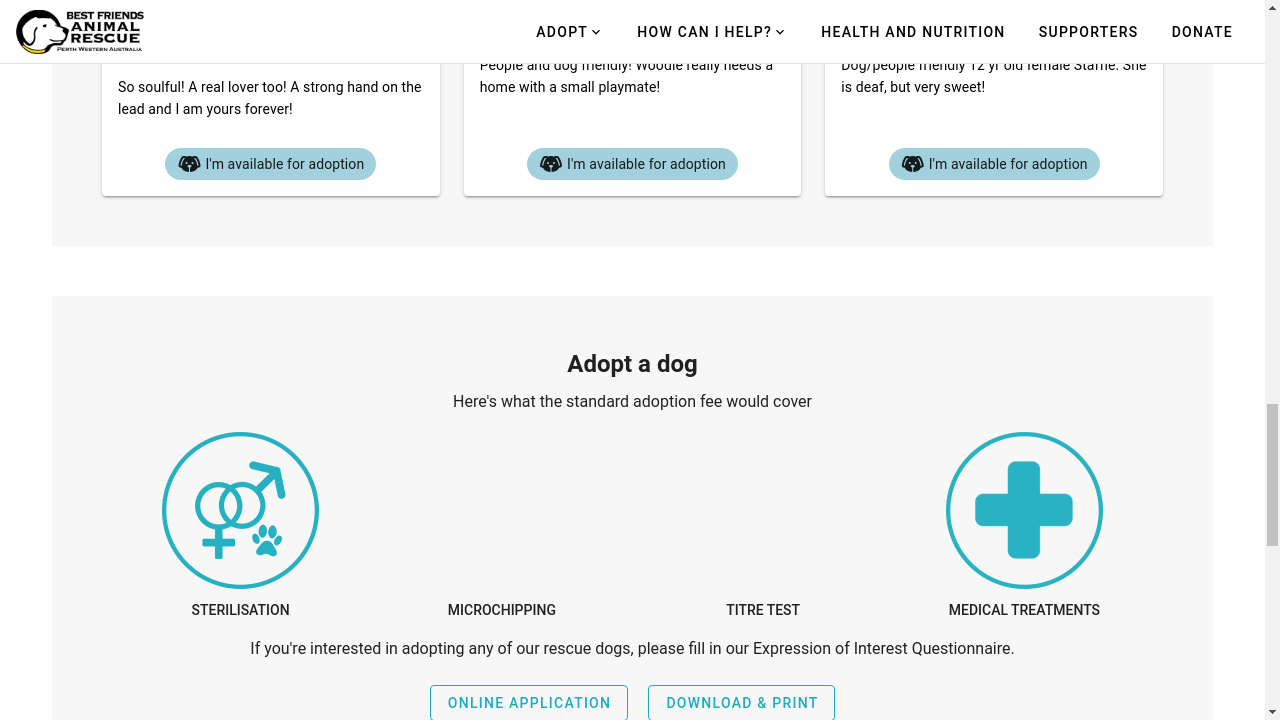 BEST FRIENDS
ANIMAL
RESCUE
PERTH WESTERN AUSTRALIA
ADOPT
HOW CAN I HELP?
HEALTH AND NUTRITION
SUPPORTERS
DONATE
So soulful! A real lover too! A strong hand on the
lead and I am yours forever!
I'm available for adoption
People and dog friendly! Woodie really needs a
home with a small playmate!
I'm available for adoption
Dog/people friendly 12 yr old female Staffie. She
is deaf, but very sweet!
I'm available for adoption
Adopt a dog
Here's what the standard adoption fee would cover
STERILISATION
MICROCHIPPING
TITRE TEST
MEDICAL TREATMENTS
If you're interested in adopting any of our rescue dogs, please fill in our Expression of Interest Questionnaire.
ONLINE APPLICATION
DOWNLOAD & PRINT